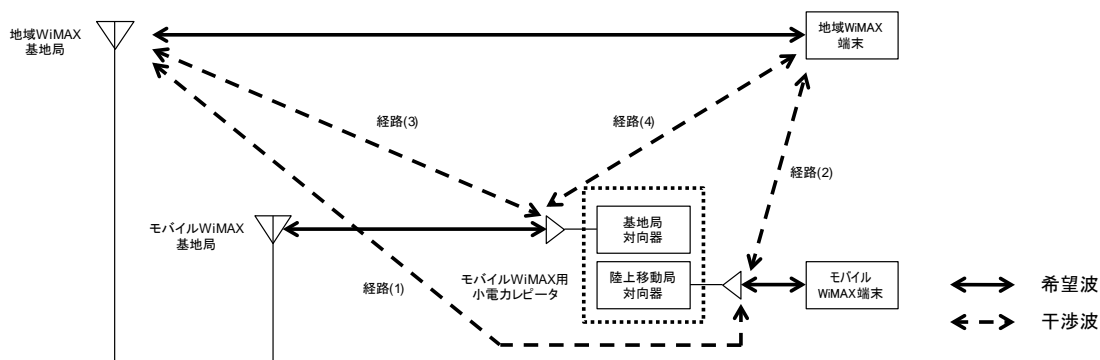 地域WiMAX
基地局
地域WiMAX
端末
経路(3)
経路(4)
経路(2)
モバイルWiMAX
基地局
基地局
対向器
モバイルWiMAX用
小電力レピータ
陸上移動局
対向器
モバイル
WiMAX端末
経路(1)
希望波
干渉波